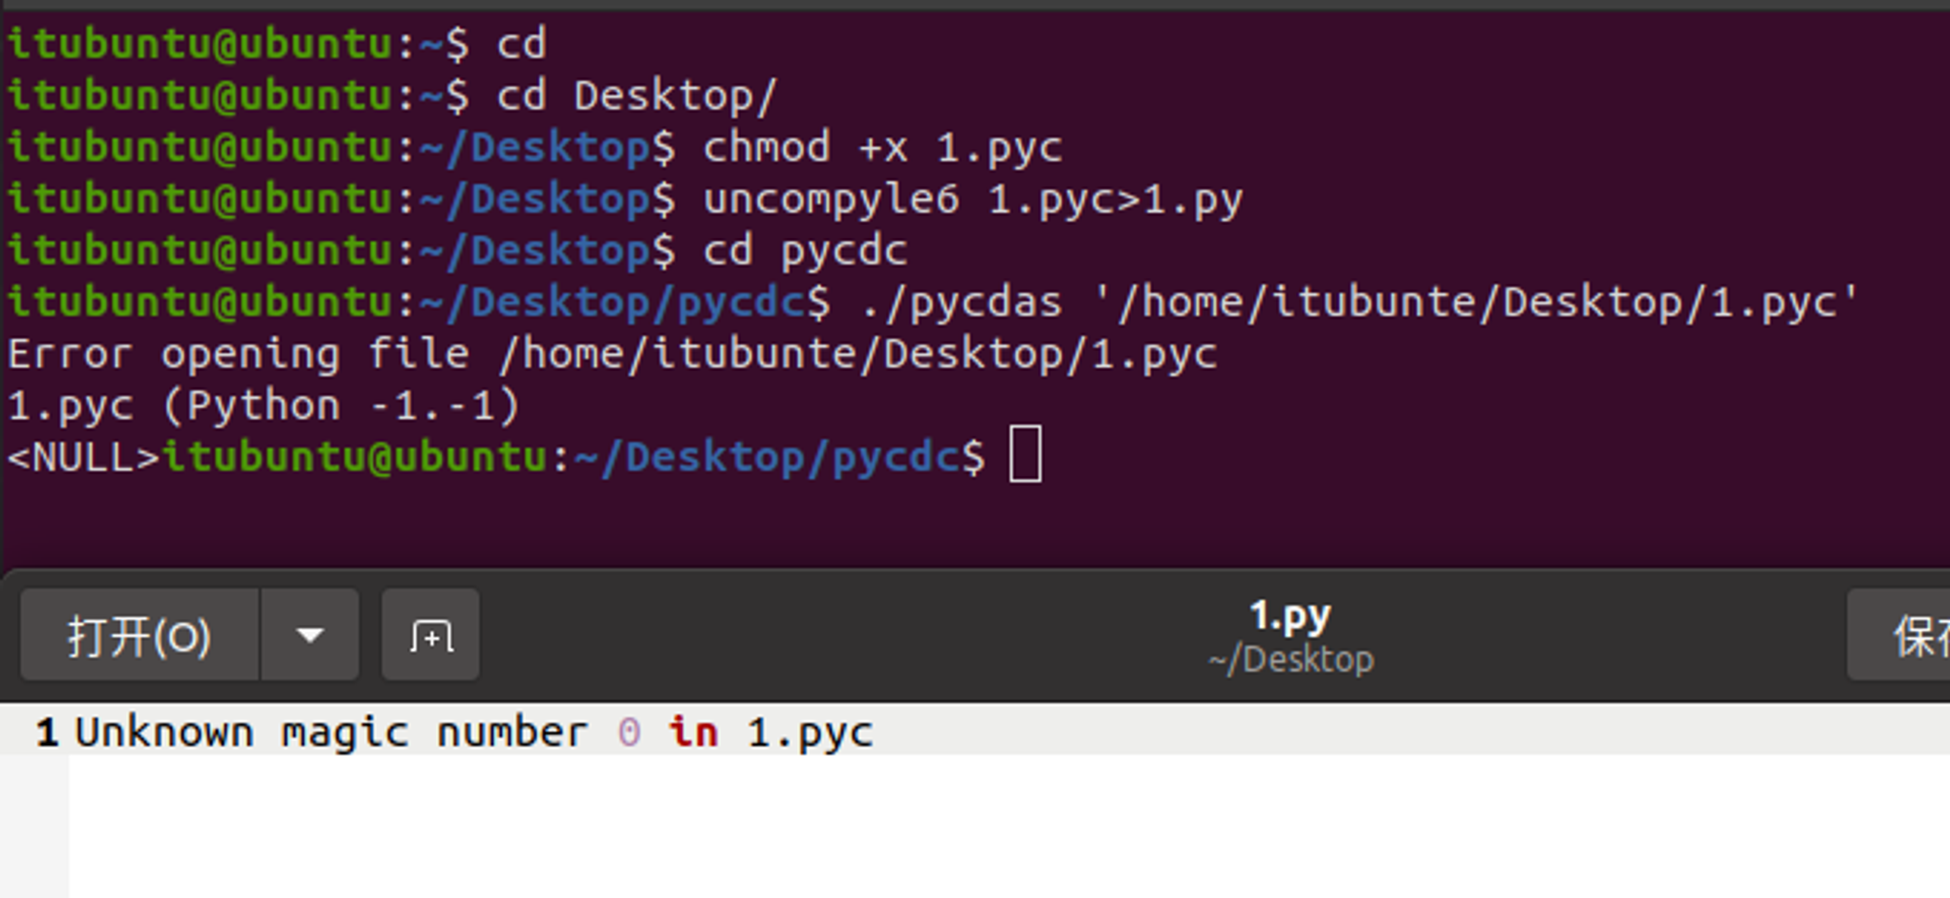 itubuntu@ubuntu:~$ cd
itubuntu@ubuntu:~$ cd Desktop/
itubuntu@ubuntu:~/Desktop$ chmod +x 1.pyc
itubuntu@ubuntu:~/Desktop$ uncompyle6 1.pyc>1.py
itubuntu@ubuntu:~/Desktop$ cd pycdc
itubuntu@ubuntu:~/Desktop/pycdc$ ./pycdas '/home/itubunte/Desktop/1.pyc'
Error opening file /home/itubunte/Desktop/1.pyc
1.pyc (Python -1.-1)
<NULL>itubuntu@ubuntu:~/Desktop/pycdc$
打开(O)
1.py
~/Desktop
保
1 Unknown magic number 0 in 1.pyc